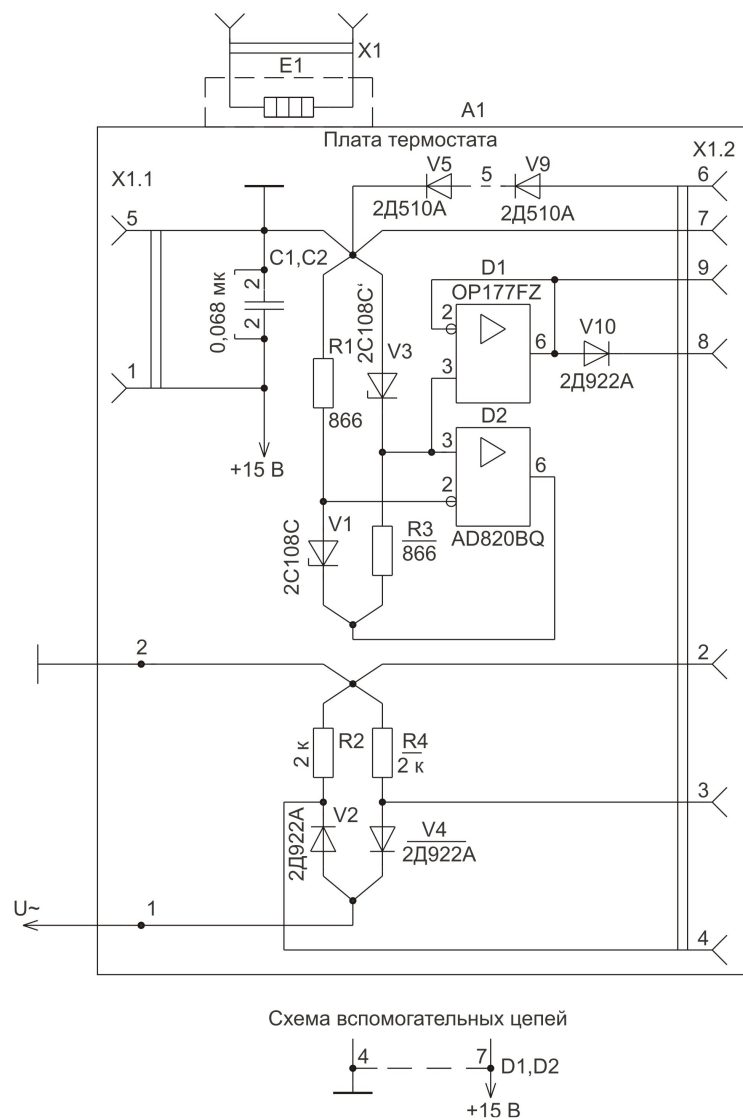 X1
E1
A1
Плата термостата
X1.2
X1.1
V5
5
V9
6
2Д510А
2Д510А
5
7
C1,C2
D1
9
0,068 мк
2
2
2С108С‘
OP177FZ
2
R1
V3
6
V10
8
1
3
2Д922А
866
D2
3
6
+15 В
2
2С108С
V1
R3
866
AD820BQ
2
2
2 к
R2
R4
2 к
3
2Д922А
V2
V4
2Д922А
U~
1
4
Схема вспомогательных цепей
4
7
D1,D2
+15 В